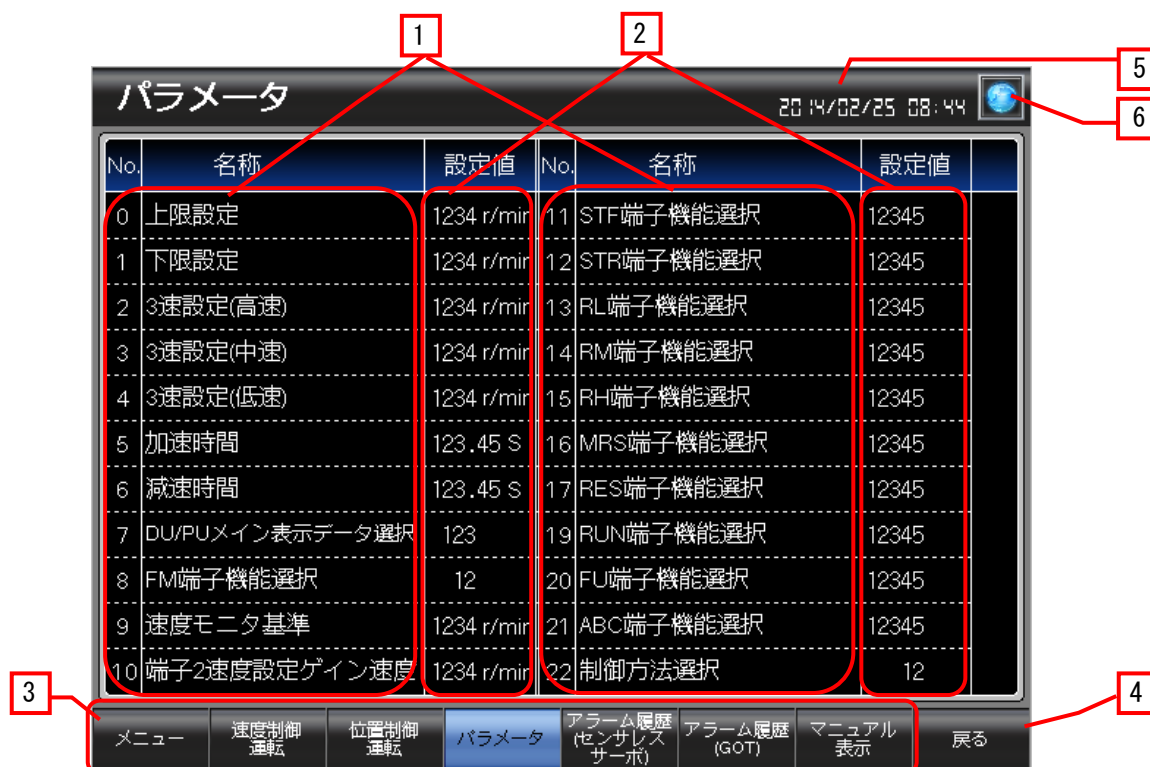 1
2
5
パラメータ
2014/02/25 08:44
6
No. 名称 設定値 No. 名称 設定値
0 上限設定 1234 r/min 11 STF端子機能選択 12345
1 下限設定 1234 r/min 12 STR端子機能選択 12345
2 3速設定(高速) 1234 r/min 13 RL端子機能選択 12345
3 3速設定(中速) 1234 r/min 14 RM端子機能選択 12345
4 3速設定(低速) 1234 r/min 15 RH端子機能選択 12345
5 加速時間 123.45 S 16 MRS端子機能選択 12345
6 減速時間 123.45 S 17 RES端子機能選択 12345
7 DU/PUメイン表示データ選択 123 19 RUN端子機能選択 12345
8 FM端子機能選択 12 20 FU端子機能選択 12345
9 速度モニタ基準 1234 r/min 21 ABC端子機能選択 12345
10 端子2速度設定ゲイン速度 1234 r/min 22 制御方法選択 12
3
4
メニュー
速度制御
運転
位置制御
運転
パラメータ
アラーム履歴
(センサレス
サーボ)
アラーム履歴
(GOT)
マニュアル
表示
戻る